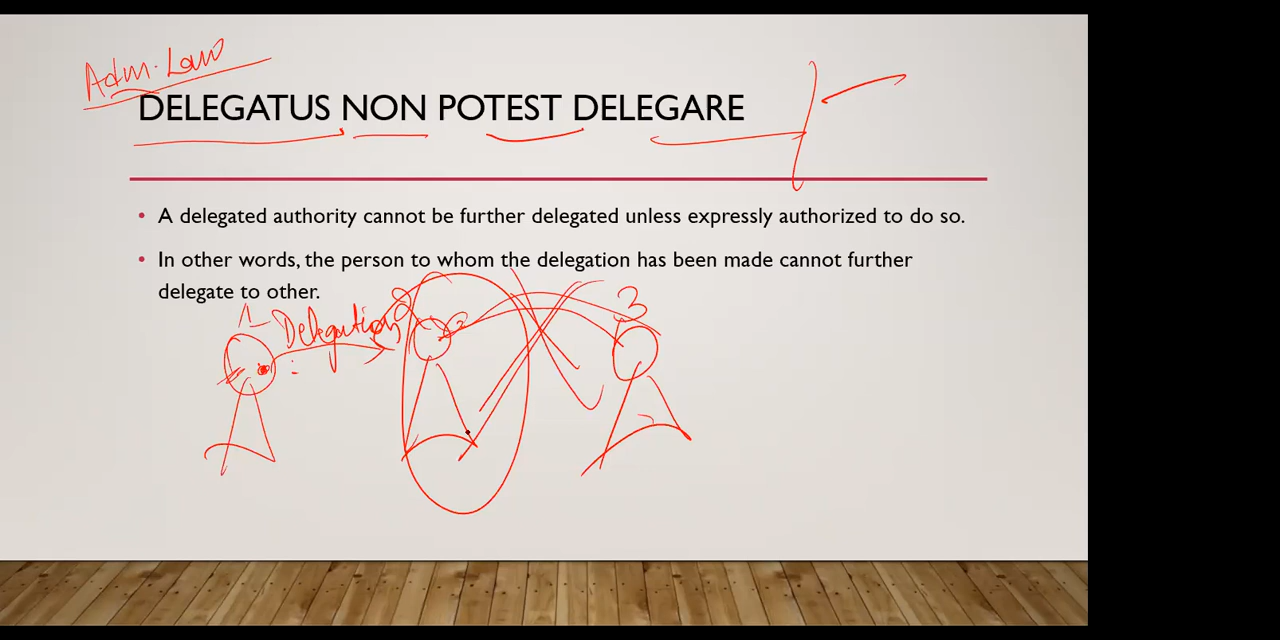 Adm. Law
DELEGATUS NON POTEST DELEGARE
• A delegated authority cannot be further delegated unless expressly authorized to do so.
• In other words, the person to whom the delegation has been made cannot further
delegate to other.
1
Delegation
2
3